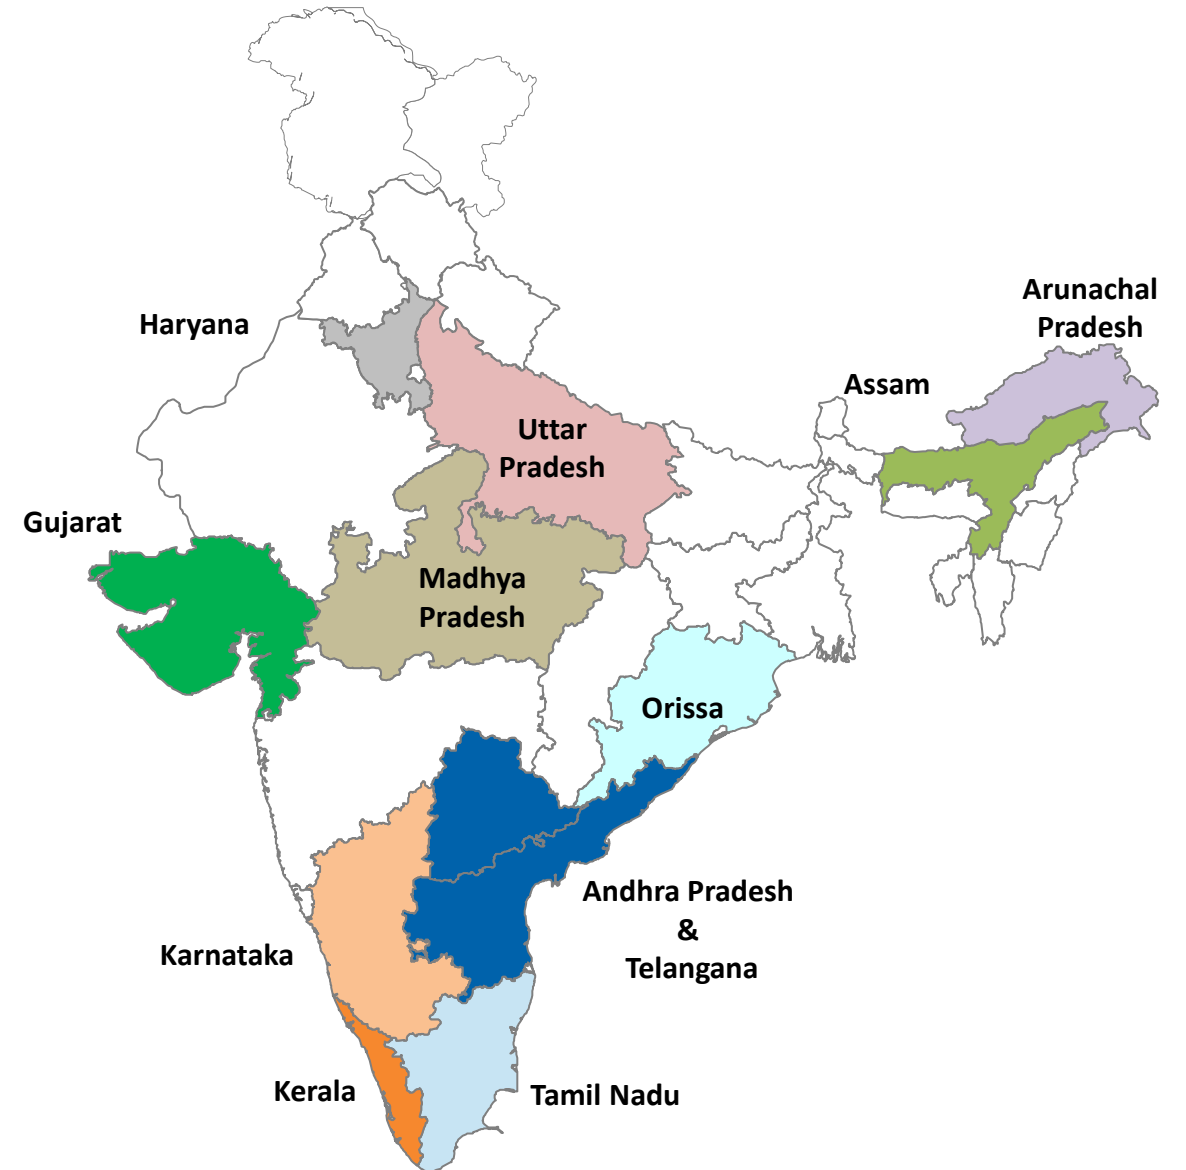 Arunachal
Pradesh
Haryana
Assam
Uttar
Pradesh
Gujarat
Madhya
Pradesh
Orissa
Andhra Pradesh
&
Telangana
Karnataka
Kerala
Tamil Nadu